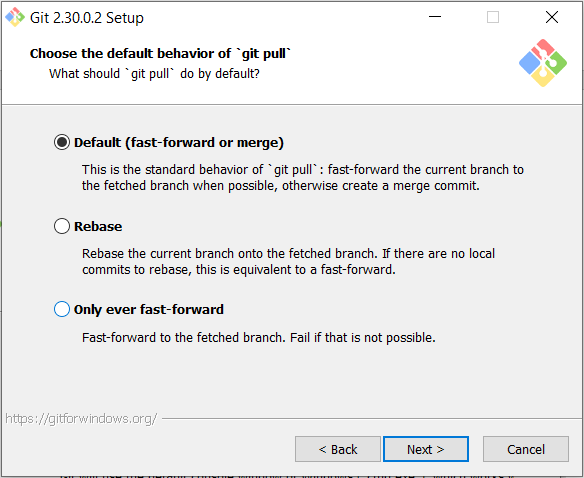 Git 2.30.0.2 Setup
Choose the default behavior of `git pull`
What should `git pull` do by default?
Default (fast-forward or merge)
This is the standard behavior of `git pull`: fast-forward the current branch to
the fetched branch when possible, otherwise create a merge commit.
Rebase
Rebase the current branch onto the fetched branch. If there are no local
commits to rebase, this is equivalent to a fast-forward.
Only ever fast-forward
Fast-forward to the fetched branch. Fail if that is not possible.
https://gitforwindows.org/
< Back
Next >
Cancel